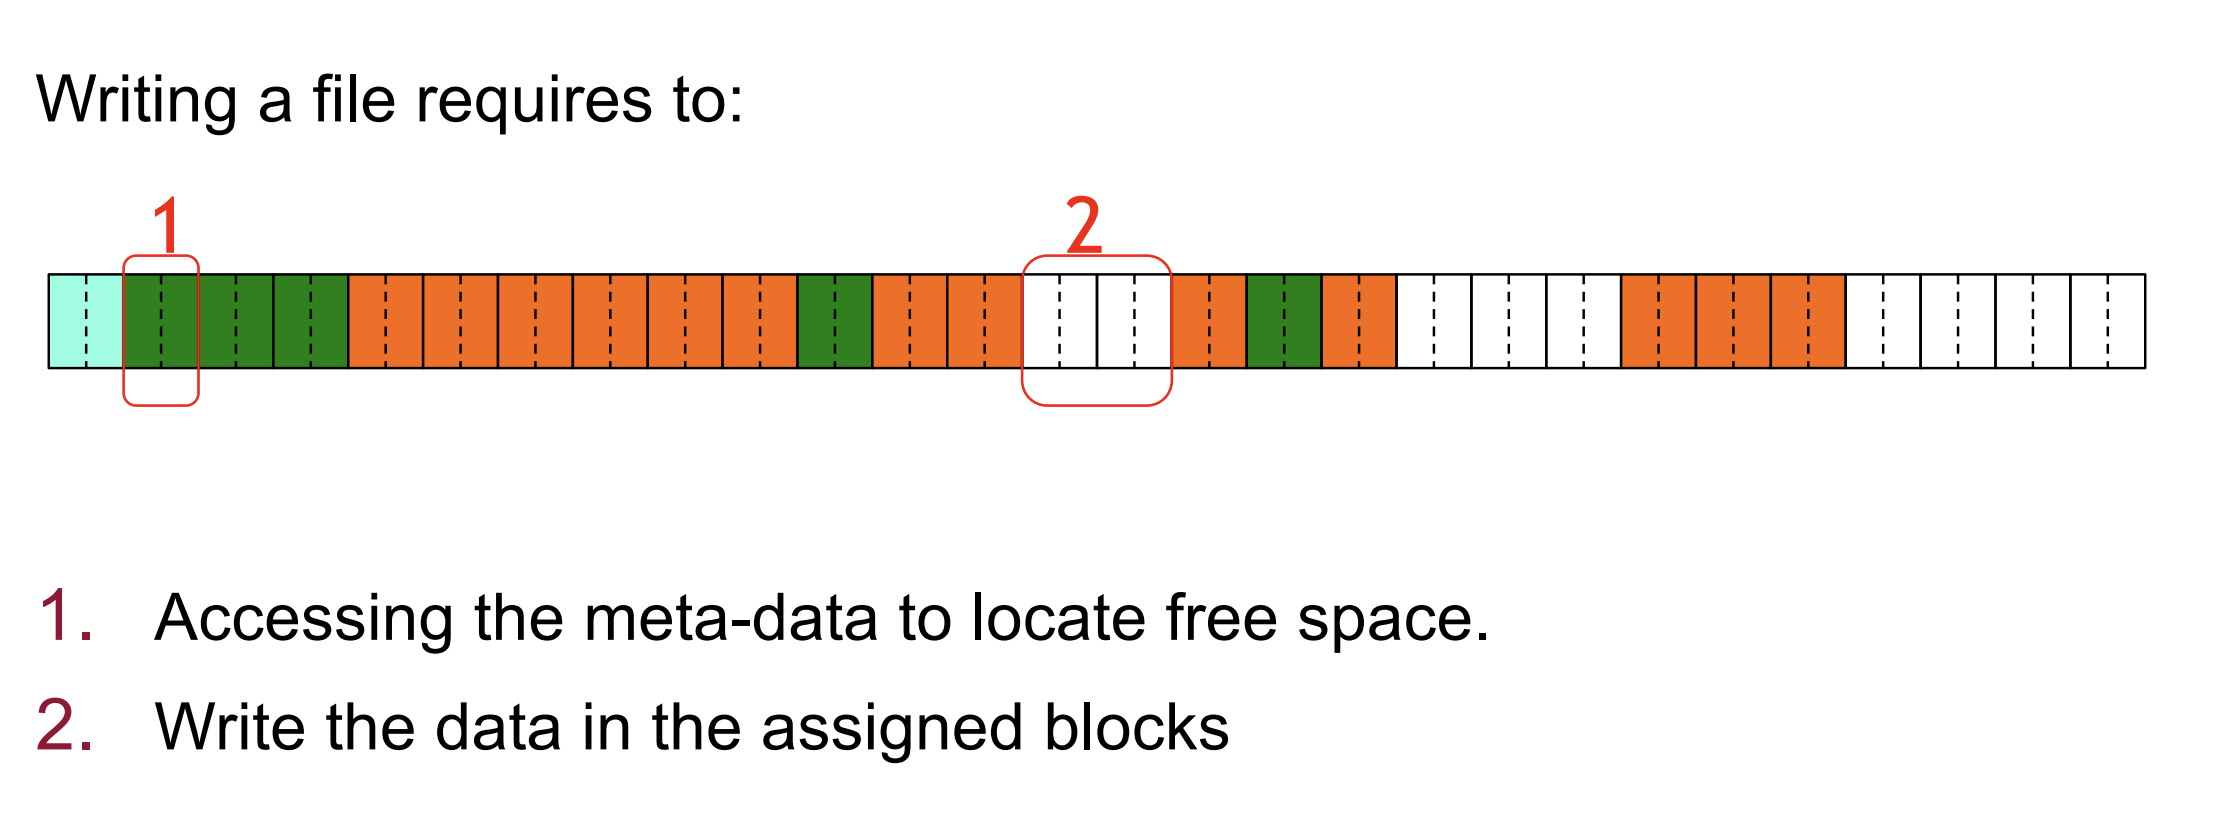 Writing a file requires to:
1 2
1. Accessing the meta-data to locate free space.
2. Write the data in the assigned blocks